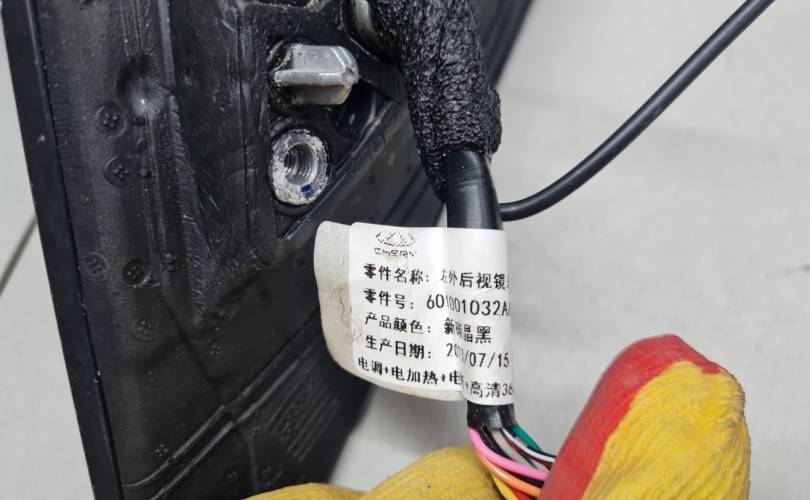 CHERY
零件名称: 左外后视镜
零件号: 601001032A
产品颜色: 新 晶黑
生产日期: 20 /07/15
电调+电加热+电 +高清36